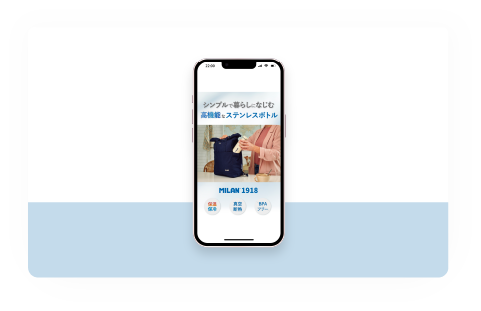 22:00
シンプルで暮らしになじむ
高機能なステンレスボトル
MILAN 1918
保温
保冷
真空
断熱
BPA
フリー